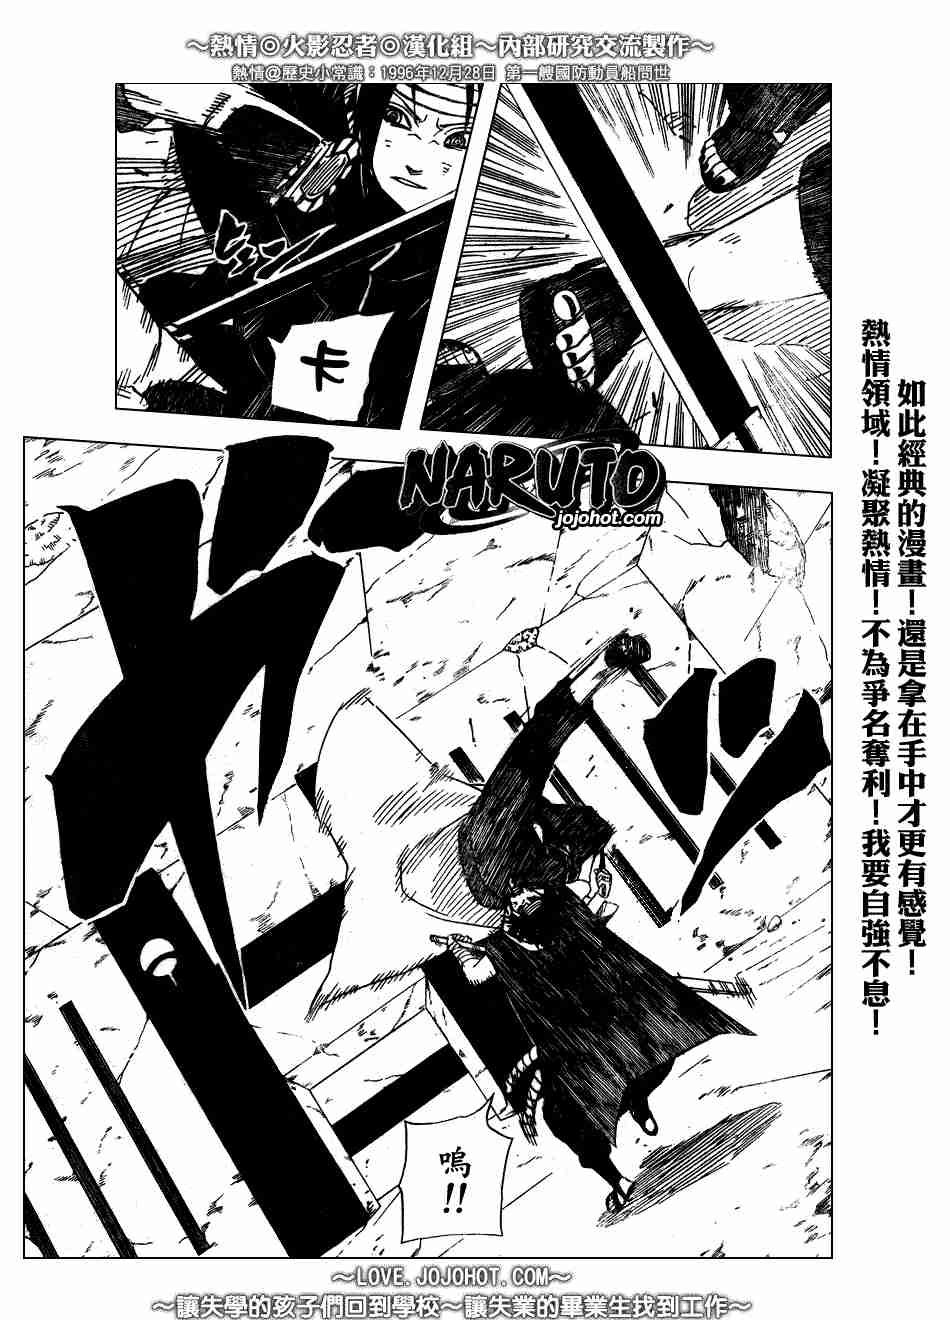 ～熱情◎火影忍者◎漢化組～內部研究交流製作～
熱情@歷史小常識：1996年12月28日 第一艘國防動員船問世
ヒュン
卡
NARUTO
jojohot.com
ドガッ
如此經典的漫畫！還是拿在手中才更有感覺！
熱情領域！凝聚熱情！不為爭名奪利！我要自強不息！
嗚!!
～LOVE.JOJOHOT.COM～
～讓失學的孩子們回到學校～讓失業的畢業生找到工作～